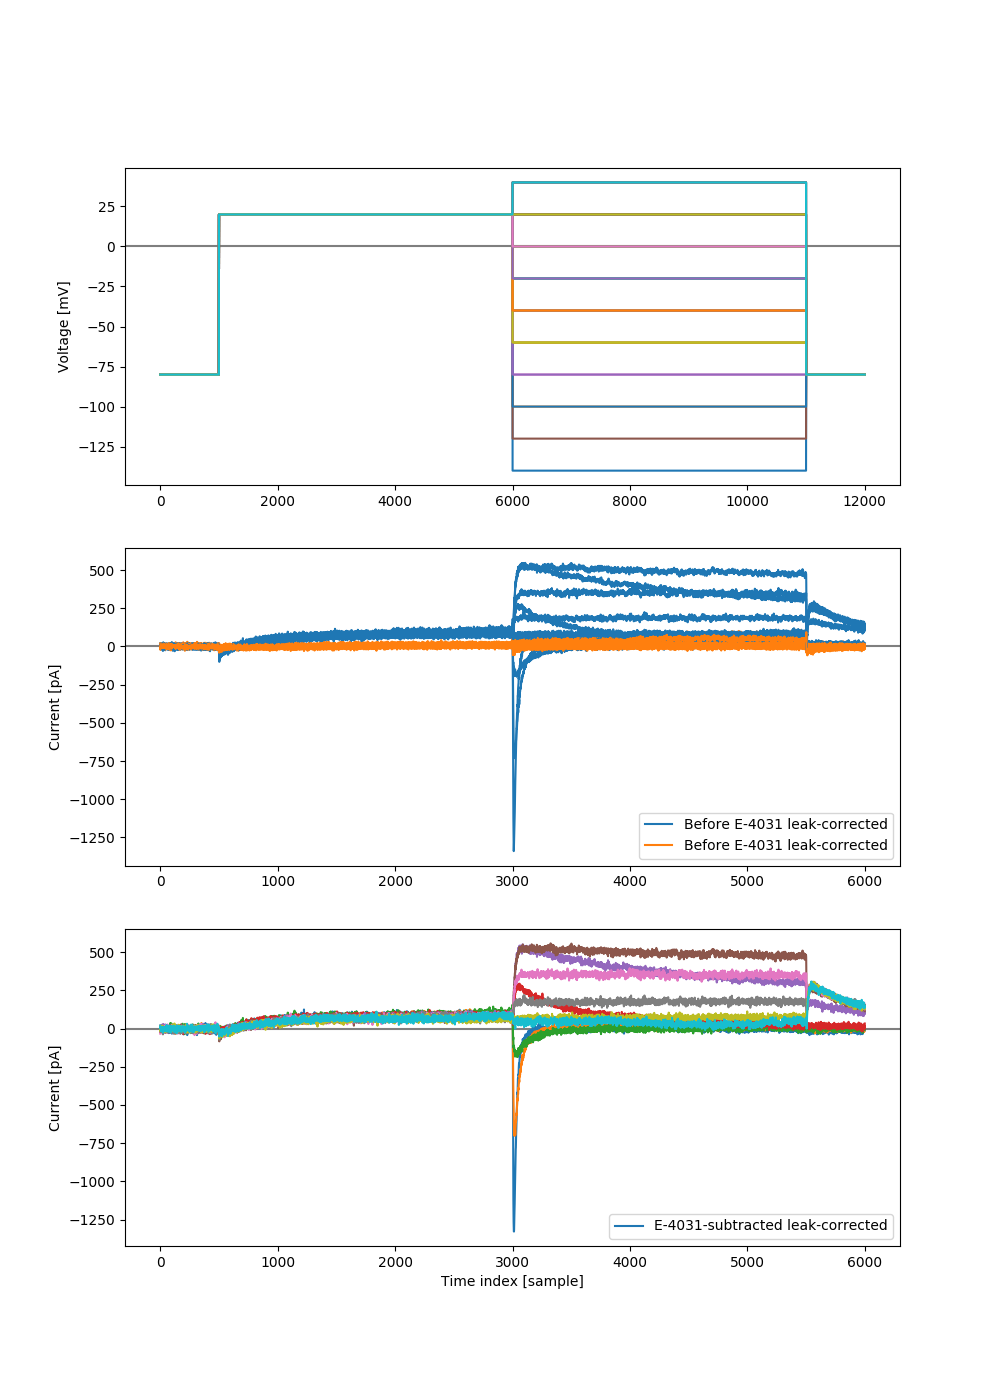 25
0
−25
−50
−75
−100
−125
Voltage [mV]
0 2000 4000 6000 8000 10000 12000
500
250
0
−250
−500
−750
−1000
−1250
Current [pA]
Before E-4031 leak-corrected
Before E-4031 leak-corrected
0 1000 2000 3000 4000 5000 6000
500
250
0
−250
−500
−750
−1000
−1250
Current [pA]
E-4031-subtracted leak-corrected
0 1000 2000 3000 4000 5000 6000
Time index [sample]